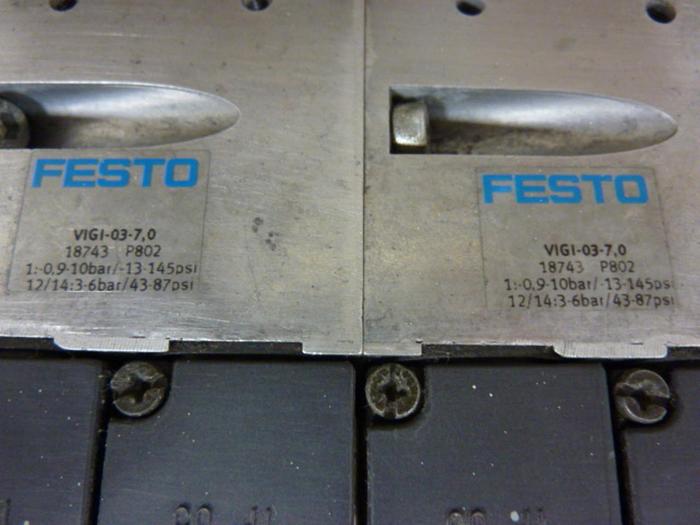 FESTO
VIGI-03-7,0
18743 P802
1:-0,9-10bar/-13-145psi
12/14:3-6bar/43-87psi
FESTO
VIGI-03-7,0
18743 P802
1:-0,9-10bar/-13-145psi
12/14:3-6bar/43-87psi